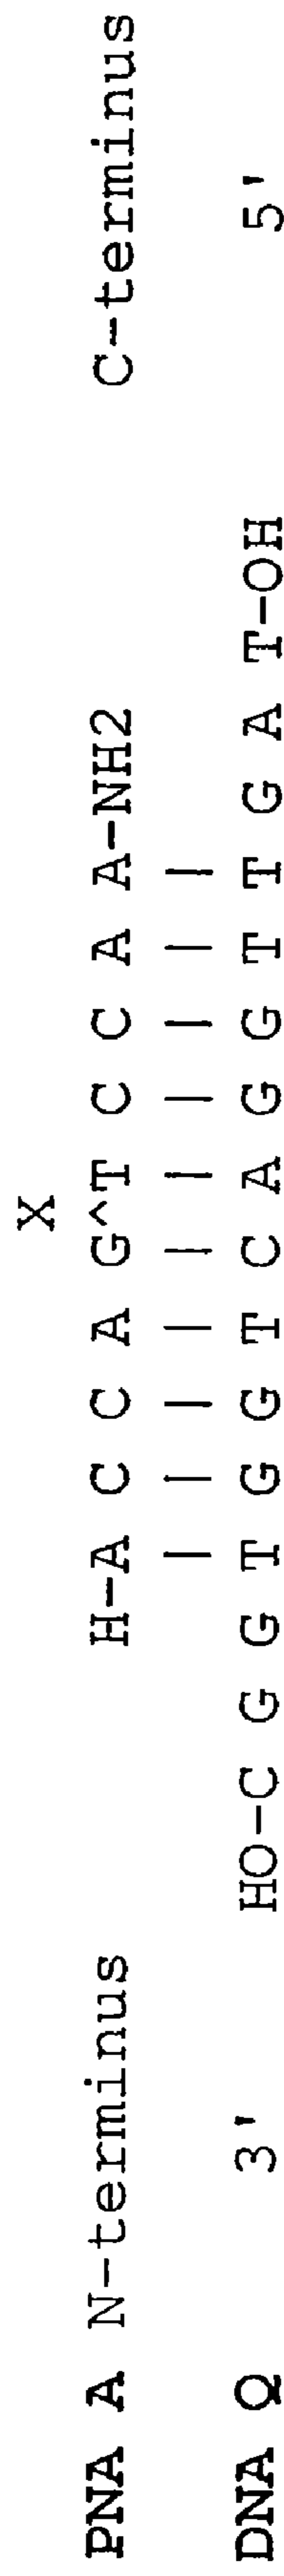 X
PNA A N-terminus H-A C C A G^T C C A A-NH2 C-terminus
| | | | | | | | | |
DNA Q 3' HO-C G G T G G T C A G G T T G A T-OH 5'